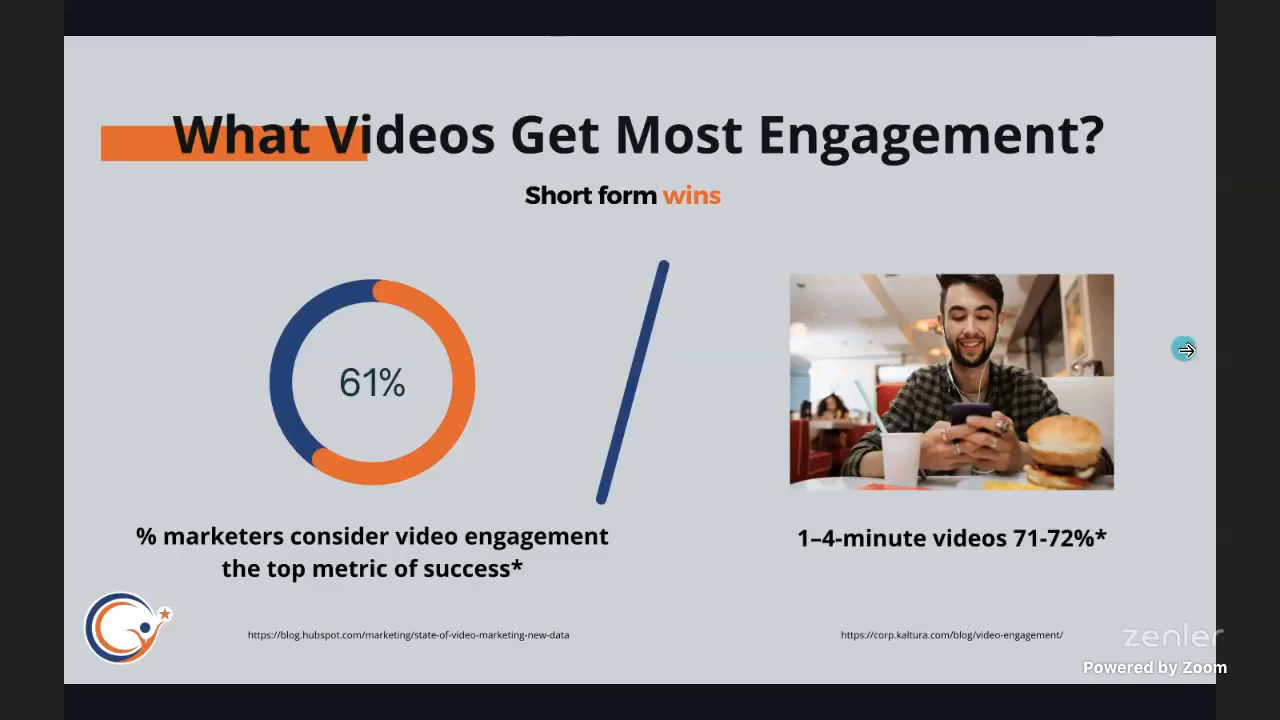 What Videos Get Most Engagement?
Short form wins
61%
% marketers consider video engagement
the top metric of success*
1–4-minute videos 71-72%*
https://blog.hubspot.com/marketing/state-of-video-marketing-new-data
https://corp.kaltura.com/blog/video-engagement/
zenler
Powered by Zoom